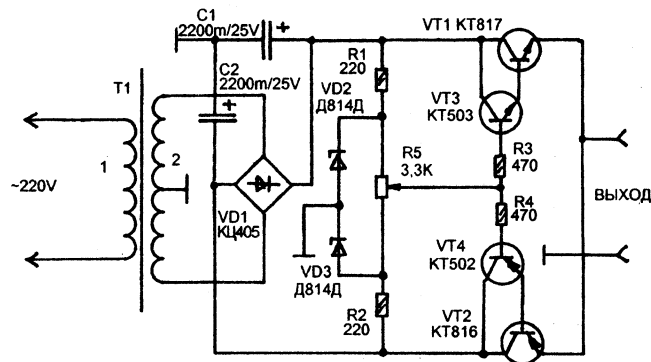 C1
2200m/25V
+
C2
2200m/25V
+
T1
~220V
1
2
VD1
КЦ405
VD2
Д814Д
VD3
Д814Д
R1
220
R5
3,3K
R2
220
VT1 KT817
VT3
KT503
R3
470
R4
470
VT4
KT502
VT2
KT816
ВЫХОД